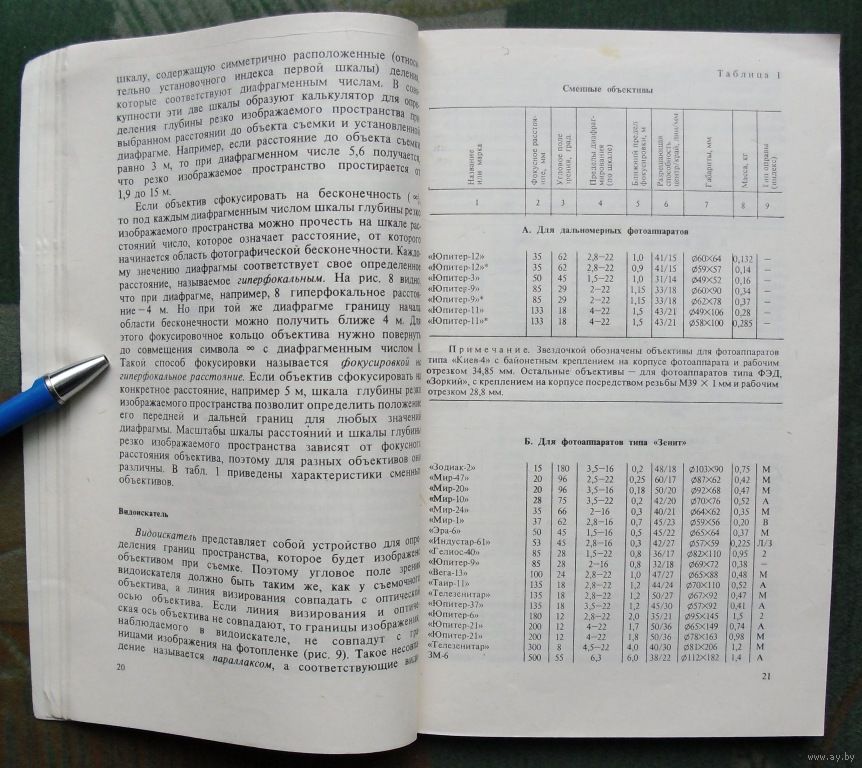 шкалу, содержащую симметрично расположенные (относи
тельно установочного индекса первой шкалы) деления,
которые соответствуют диафрагменным числам. В сово
купности эти две шкалы образуют калькулятор для опре
деления глубины резко изображаемого пространства при
выбранном расстоянии до объекта съемки и установленной
диафрагме. Например, если расстояние до объекта съемки
равно 3 м, то при диафрагменном числе 5,6 получается,
что резко изображаемое пространство простирается от
1,9 до 15 м.
Если объектив сфокусировать на бесконечность (∞),
то под каждым диафрагменным числом шкалы глубины резко
изображаемого пространства можно прочесть на шкале рас
стояний число, которое означает расстояние, от которого
начинается область фотографической бесконечности. Каждо
му значению диафрагмы соответствует свое определенное
расстояние, называемое гиперфокальным. На рис. 8 видно,
что при диафрагме, например, 8 гиперфокальное расстоя
ние – 4 м. Но при той же диафрагме границу начала
области бесконечности можно получить ближе 4 м. Для
этого фокусировочное кольцо объектива нужно повернуть
до совмещения символа ∞ с диафрагменным числом
Такой способ фокусировки называется фокусировкой на
гиперфокальное расстояние. Если объектив сфокусировать на
конкретное расстояние, например 5 м, шкала глубины резко
изображаемого пространства позволит определить положение
его передней и дальней границ для любых значений
диафрагмы. Масштабы шкалы расстояний и шкалы глубины
резко изображаемого пространства зависят от фокусного
расстояния объектива, поэтому для разных объективов они
различны. В табл. 1 приведены характеристики сменных
объективов.
Видоискатель
Видоискатель представляет собой устройство для опре
деления границ пространства, которое будет изображено
объективом при съемке. Поэтому угловое поле зрения
видоискателя должно быть таким же, как у съемочного
объектива, а линия визирования совпадать с оптической
осью объектива. Если линия визирования и оптиче
ская ось объектива не совпадают, то границы изображения,
наблюдаемого в видоискателе, не совпадут с гра
ницами изображения на фотопленке (рис. 9). Такое несовпа
дение называется параллаксом, а соответствующие
20
Таблица 1
Сменные объективы
Название или марка | Фокусное расстояние, мм | Угловое поле зрения, град. | Пределы диафрагмирования (по шкале) | Ближний предел фокусировки, м | Разрешающая способность центр/край, лин/мм | Габариты, мм | Масса, кг | Тип оправы (индекс)
1 2 3 4 5 6 7 8 9
А. Для дальномерных фотоаппаратов
«Юпитер-12» 35 62 2,8–22 1,0 41/15 ∅60×64 0,132 –
«Юпитер-12»* 35 62 2,8–22 0,9 41/15 ∅59×57 0,14 –
«Юпитер-3» 50 45 1,5–22 1,0 31/14 ∅49×52 0,16 –
«Юпитер-9» 85 29 2–22 1,15 33/18 ∅60×90 0,34 –
«Юпитер-9»* 85 29 2–22 1,15 33/18 ∅62×78 0,37 –
«Юпитер-11» 133 18 4–22 1,5 43/21 ∅49×106 0,28 –
«Юпитер-11»* 133 18 4–22 1,5 43/21 ∅58×100 0,285 –
Примечание. Звездочкой обозначены объективы для фотоаппаратов
типа «Киев-4» с байонетным креплением на корпусе фотоаппарата и рабочим
отрезком 34,85 мм. Остальные объективы – для фотоаппаратов типа ФЭД,
«Зоркий», с креплением на корпусе посредством резьбы М39 × 1 мм и рабочим
отрезком 28,8 мм.
Б. Для фотоаппаратов типа «Зенит»
«Зодиак-2» 15 180 3,5–16 0,2 48/18 ∅103×90 0,75 М
«Мир-47» 20 96 2,5–22 0,25 60/17 ∅87×62 0,42 М
«Мир-20» 20 96 3,5–16 0,18 50/20 ∅92×68 0,47 М
«Мир-10» 28 75 3,5–22 0,2 42/20 ∅70×76 0,52 А
«Мир-24» 35 66 2–16 0,3 40/21 ∅64×62 0,35 М
«Мир-1» 37 62 2,8–16 0,7 45/23 ∅59×56 0,20 В
«Эра-6» 50 45 1,5–16 0,5 45/22 ∅65×64 0,37 М
«Индустар-61» 53 45 2,8–16 0,3 42/27 ∅57×59 0,225 Л/З
«Гелиос-40» 85 28 1,5–22 0,8 36/17 ∅82×110 0,95 2
«Юпитер-9» 85 28 2–16 0,8 32/18 ∅69×72 0,38 –
«Вега-13» 100 24 2,8–22 1,0 47/27 ∅65×88 0,48 М
«Таир-11» 135 18 2,8–22 1,2 44/24 ∅70×110 0,52 А
«Телезенитар» 135 18 2,8–22 1,2 50/27 ∅67×92 0,47 М
«Юпитер-37» 135 18 3,5–22 1,2 45/30 ∅57×92 0,41 А
«Юпитер-6» 180 12 2,8–22 2,0 35/21 ∅95×145 1,5 2
«Юпитер-21» 200 12 4–22 1,7 50/36 ∅65×149 0,74 А
«Юпитер-21» 200 12 4–22 1,8 50/36 ∅78×163 0,98 М
«Телезенитар» 300 8 4,5–22 4,0 40/30 ∅81×206 1,2 М
ЗМ-6 500 55 6,3 6,0 38/22 ∅112×182 1,4 А
21
www.ay.by